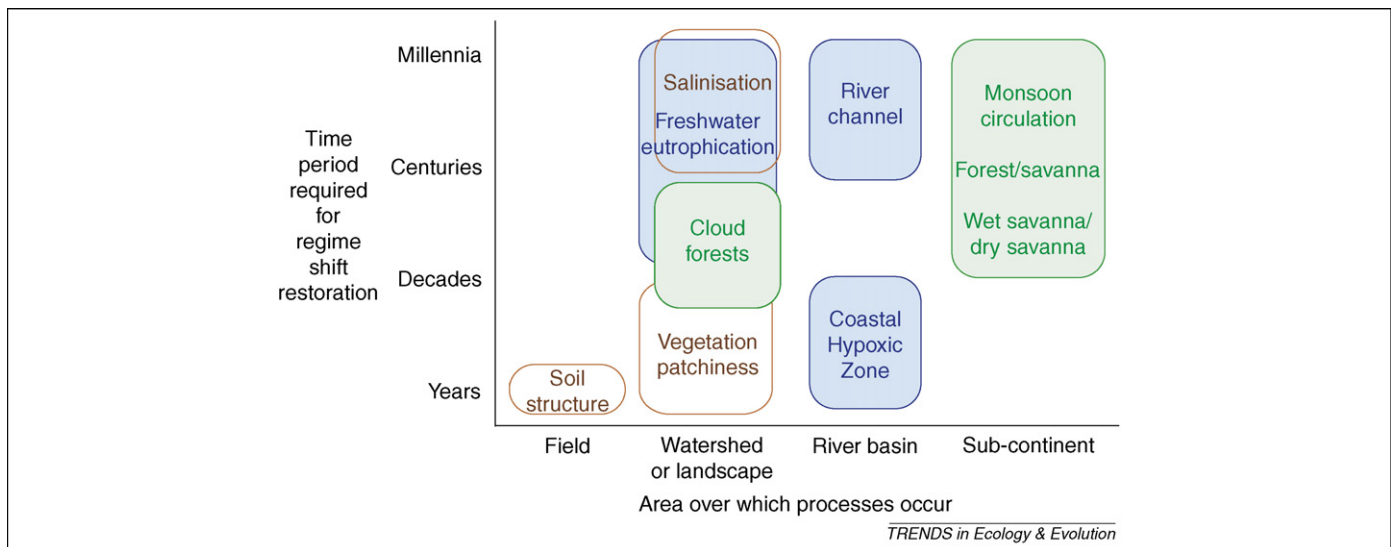 Millennia
Centuries
Decades
Years
Time
period
required
for
regime
shift
restoration
Salinisation
Freshwater
eutrophication
Cloud
forests
Vegetation
patchiness
Soil
structure
River
channel
Coastal
Hypoxic
Zone
Monsoon
circulation
Forest/savanna
Wet savanna/
dry savanna
Field
Watershed
or landscape
River basin
Sub-continent
Area over which processes occur
TRENDS in Ecology & Evolution